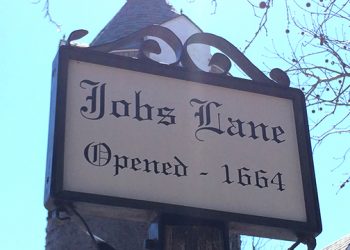 Jobs Lane
Opened - 1664